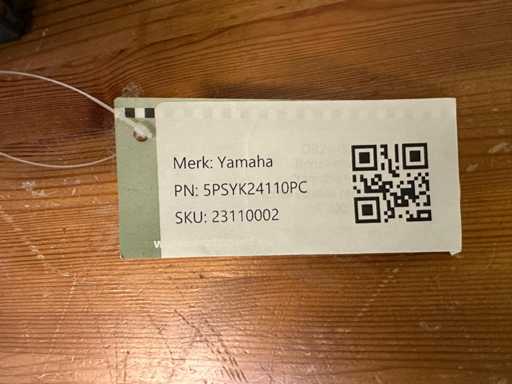 Merk: Yamaha
PN: 5PSYK24110PC
SKU: 23110002